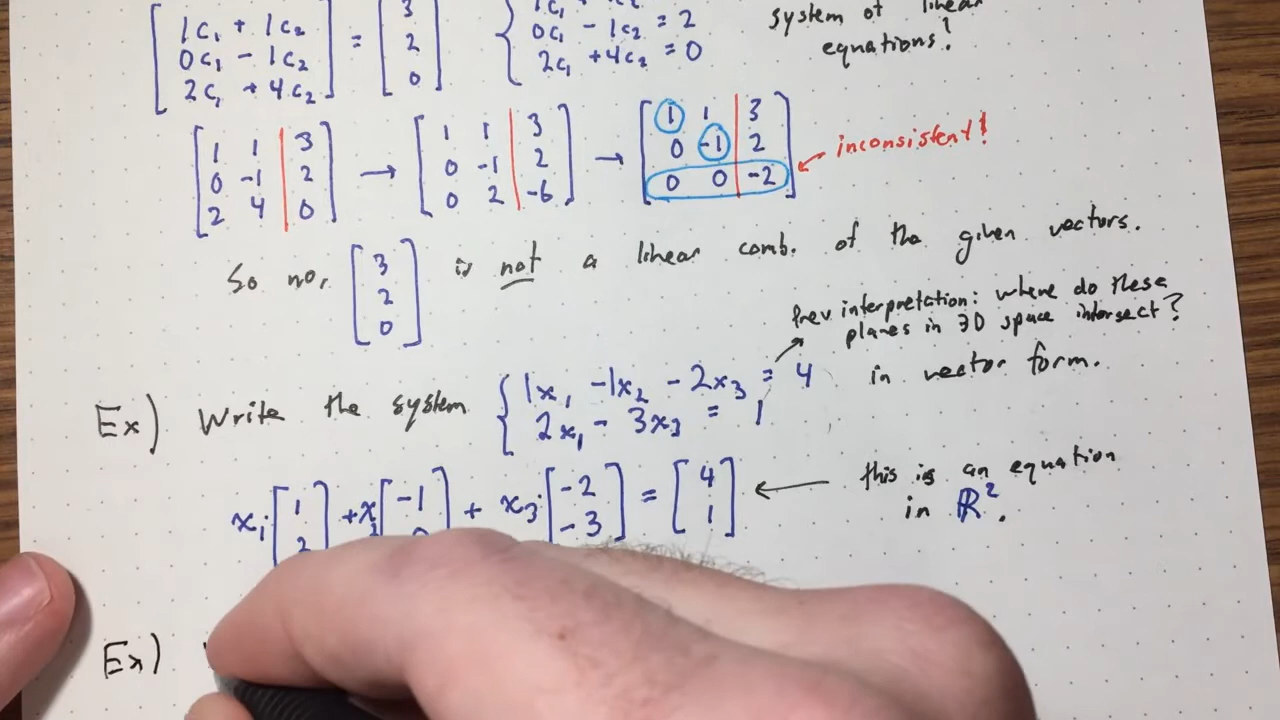 1c₁ + 1c₂ 3 1c₁
0c₁ - 1c₂ = 2 0c₁ - 1c₂ = 2 system of linear
2c₁ + 4c₂ 0 2c₁ + 4c₂ = 0 equations!
1 1 | 3 → 1 1 | 3 → 1 1 | 3
0 -1 | 2 0 -1 | 2 0 -1 | 2 inconsistent!
2 4 | 0 0 2 | -6 0 0 | -2
So no, [3 2 0] is not a linear comb. of the given vectors.
Prev interpretation: where do these
planes in 3D space intersect?
Ex) Write the system { 1x₁ - 1x₂ - 2x₃ = 4 in vector form.
2x₁ - 3x₃ = 1
x₁[1 2] + x₂[-1 0] + x₃[-2 -3] = [4 1] ← this is an equation
in ℝ².
Ex)